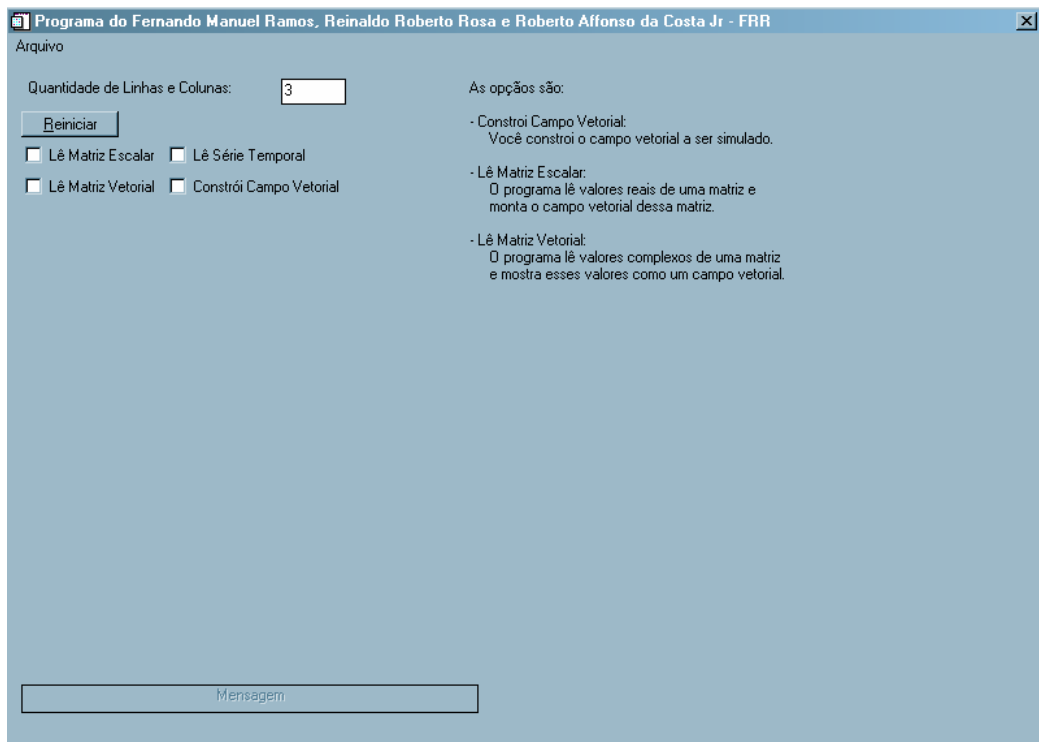 Programa do Fernando Manuel Ramos, Reinaldo Roberto Rosa e Roberto Affonso da Costa Jr - FRR
Arquivo
Quantidade de Linhas e Colunas:
3
Reiniciar
Lê Matriz Escalar
Lê Série Temporal
Lê Matriz Vetorial
Constrói Campo Vetorial
As opçãos são:
- Constroi Campo Vetorial:
Você constroi o campo vetorial a ser simulado.
- Lê Matriz Escalar:
O programa lê valores reais de uma matriz e
monta o campo vetorial dessa matriz.
- Lê Matriz Vetorial:
O programa lê valores complexos de uma matriz
e mostra esses valores como um campo vetorial.
Mensagem